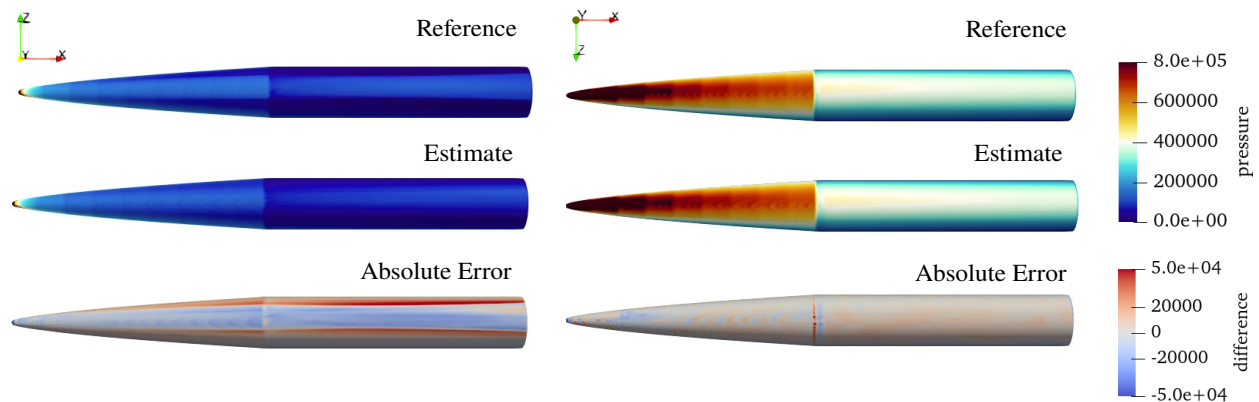 Z
Y
X
Reference
Estimate
Absolute Error
Y
X
Z
Reference
Estimate
Absolute Error
8.0e+05
600000
400000
200000
0.0e+00
pressure
5.0e+04
20000
0
-20000
-5.0e+04
difference